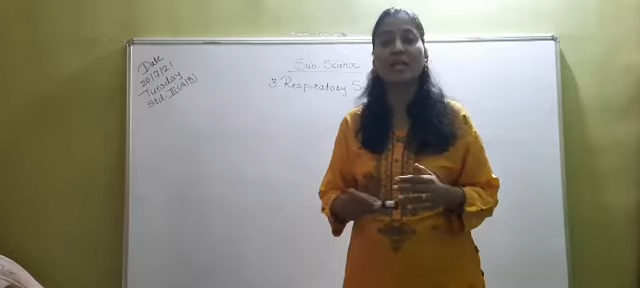 Date
20/7/21
Tuesday
Std-III(A/B)
Sub-Science
3 Respiratory S